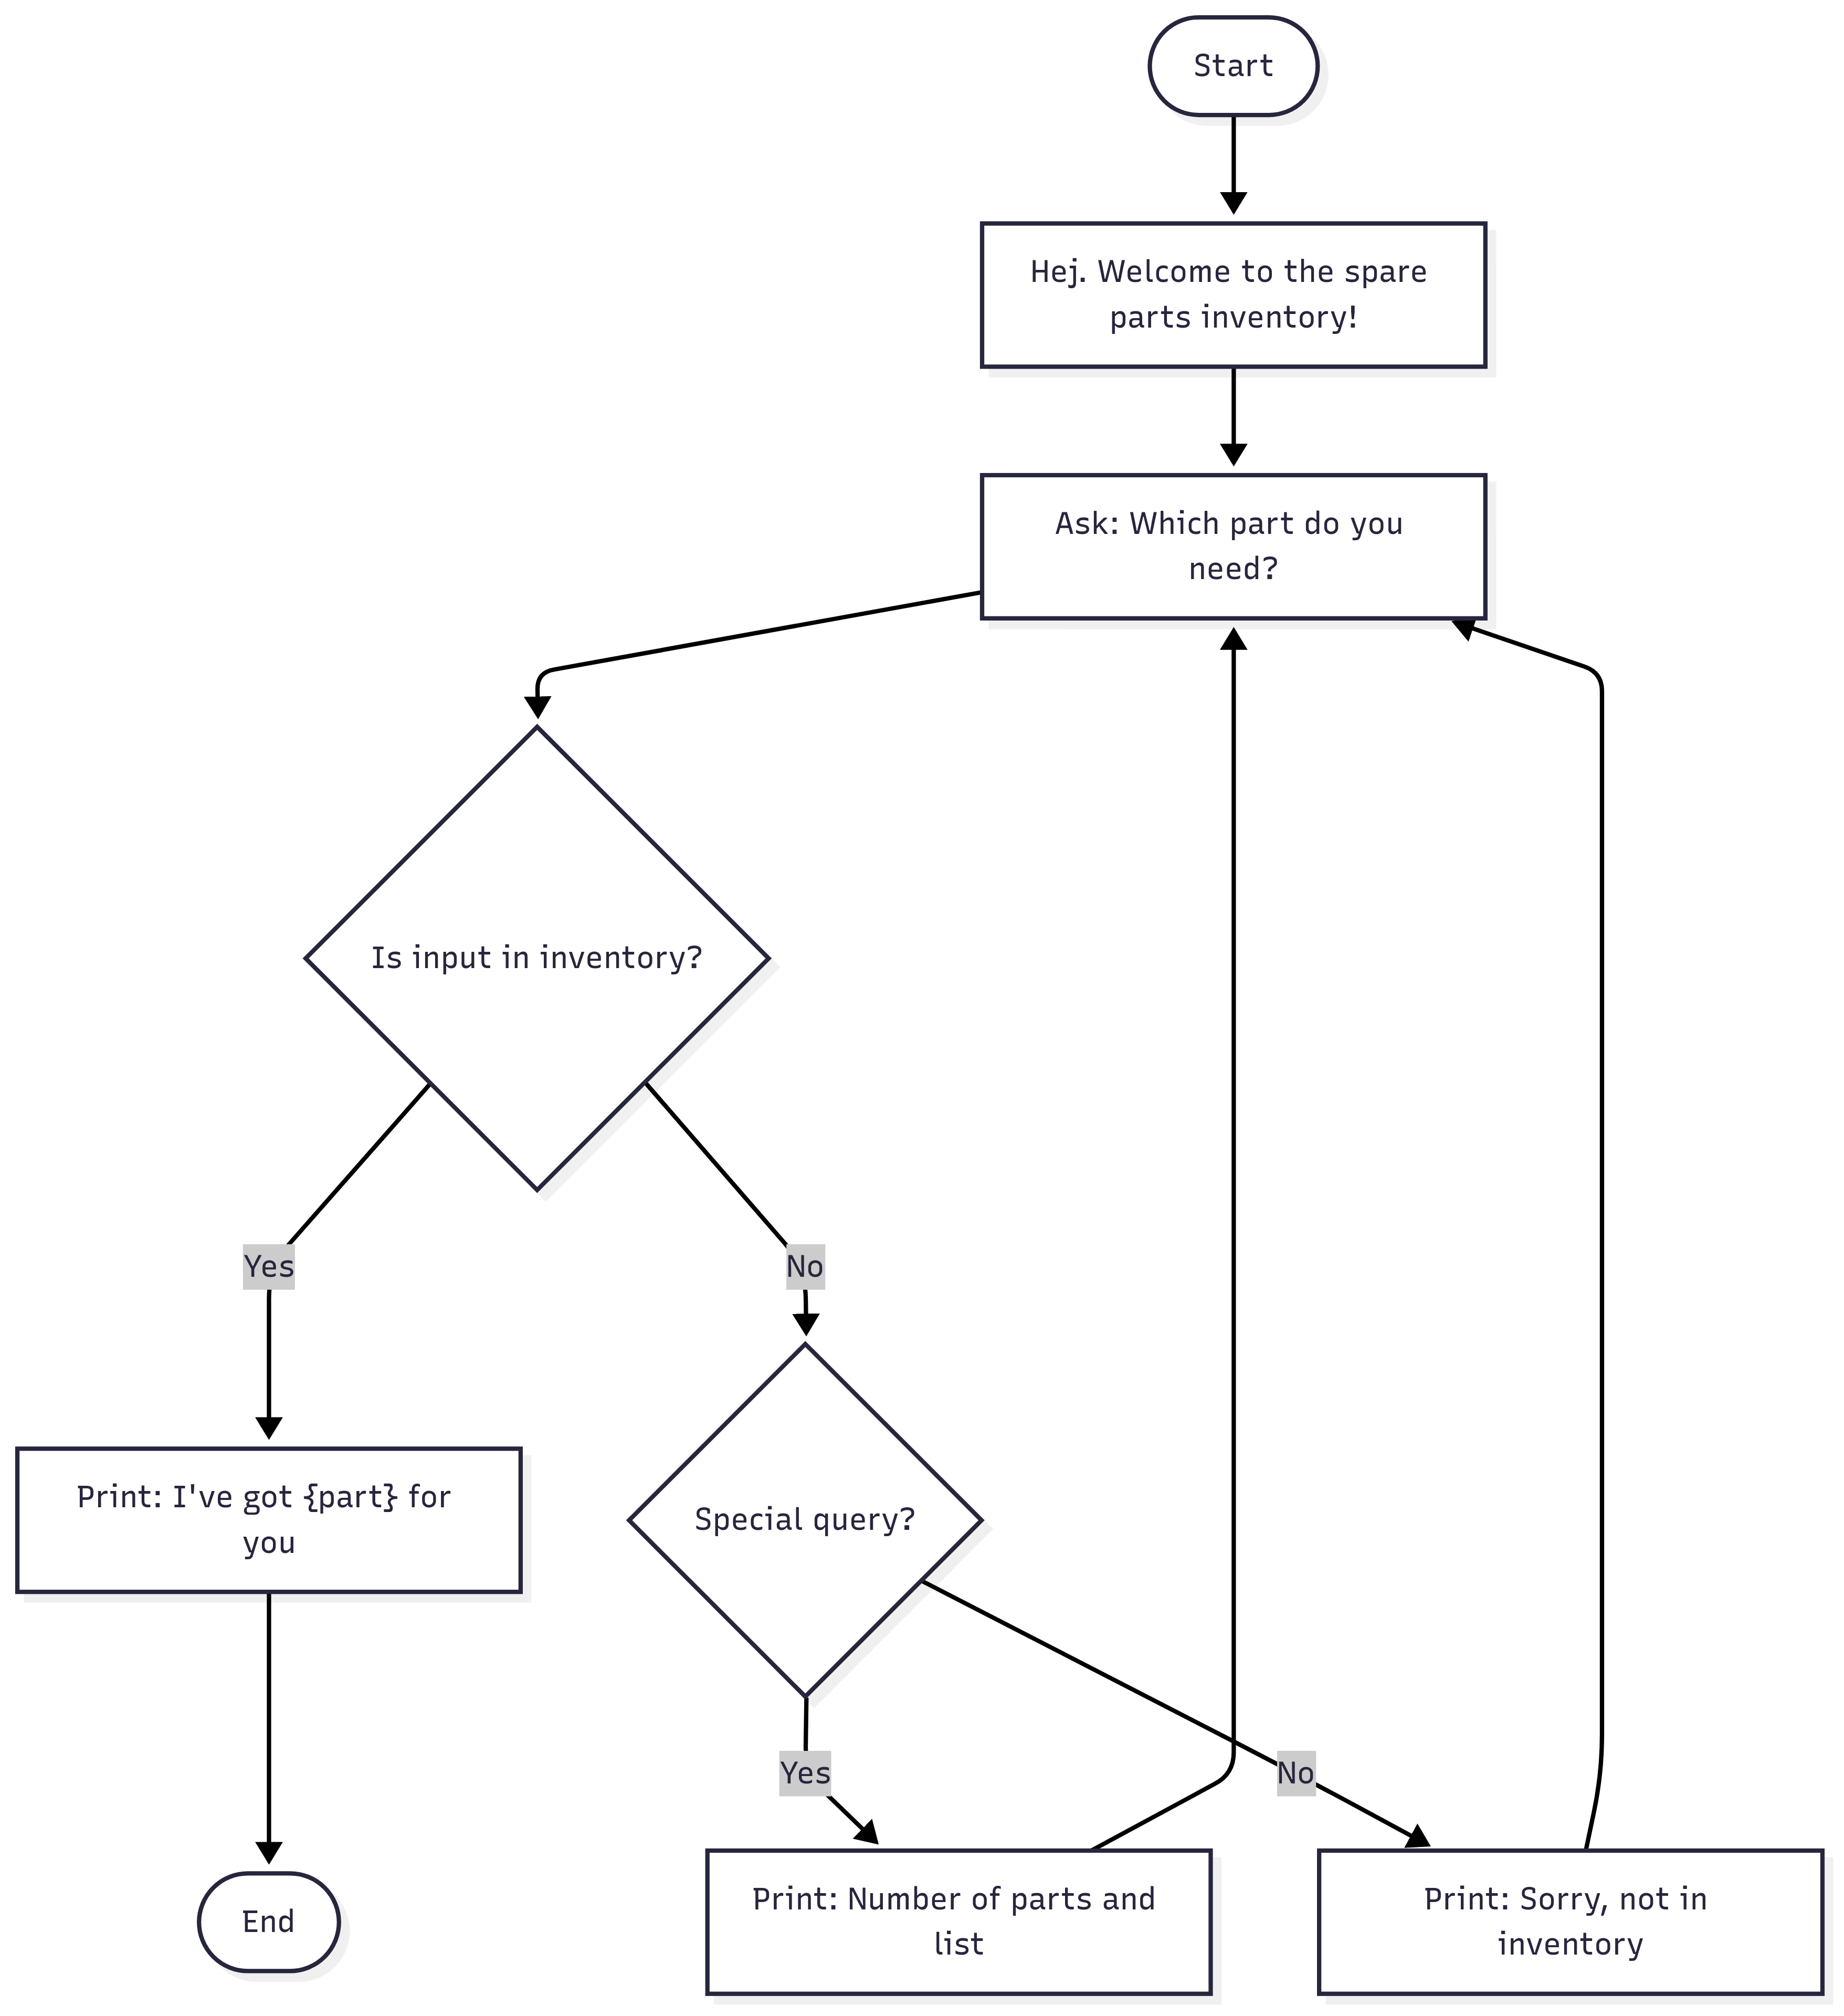 Start
Hej. Welcome to the spare
parts inventory!
Ask: Which part do you
need?
Is input in inventory?
Yes
No
Print: I've got {part} for
you
Special query?
Yes
No
End
Print: Number of parts and
list
Print: Sorry, not in
inventory